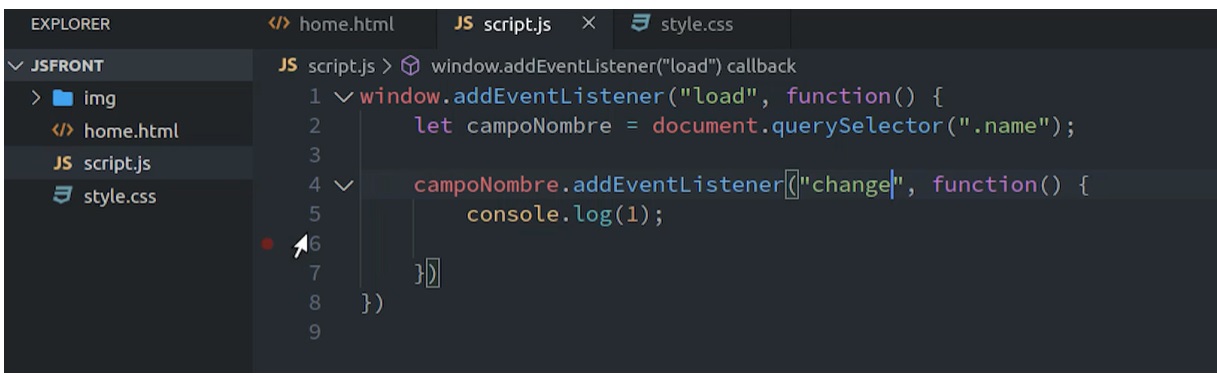 EXPLORER
home.html
JS script.js ×
style.css
JSFRONT
JS script.js > window.addEventListener("load") callback
img
home.html
JS script.js
style.css
1 window.addEventListener("load", function() {
2 let campoNombre = document.querySelector(".name");
3
4 campoNombre.addEventListener("change", function() {
5 console.log(1);
6
7 })
8 })
9